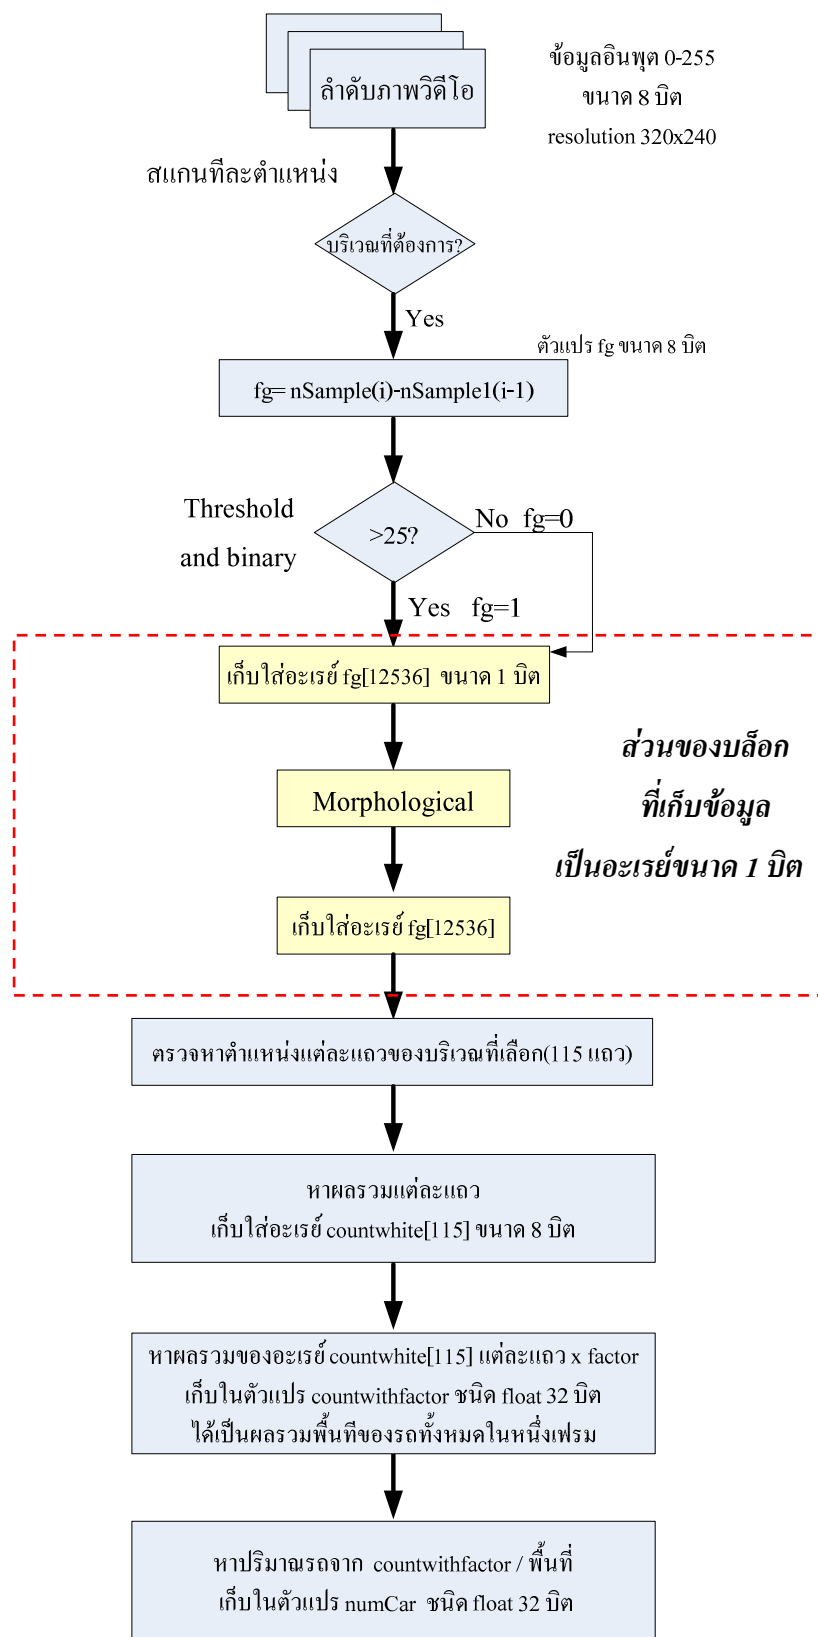 ลำดับภาพวิดีโอ
ข้อมูลอินพุต 0-255
ขนาด 8 บิต
resolution 320x240
สแกนทีละตำแหน่ง
บริเวณที่ต้องการ?
Yes
ตัวแปร fg ขนาด 8 บิต
fg= nSample(i)-nSample1(i-1)
Threshold
and binary
>25?
No fg=0
Yes fg=1
เก็บใส่อะเรย์ fg[12536] ขนาด 1 บิต
Morphological
เก็บใส่อะเรย์ fg[12536]
ส่วนของบล็อก
ที่เก็บข้อมูล
เป็นอะเรย์ขนาด 1 บิต
ตรวจหาตำแหน่งแต่ละแถวของบริเวณที่เลือก(115 แถว)
หาผลรวมแต่ละแถว
เก็บใส่อะเรย์ countwhite[115] ขนาด 8 บิต
หาผลรวมของอะเรย์ countwhite[115] แต่ละแถว x factor
เก็บในตัวแปร countwithfactor ชนิด float 32 บิต
ได้เป็นผลรวมพื้นที่ของรถทั้งหมดในหนึ่งเฟรม
หาปริมาณรถจาก countwithfactor / พื้นที่
เก็บในตัวแปร numCar ชนิด float 32 บิต